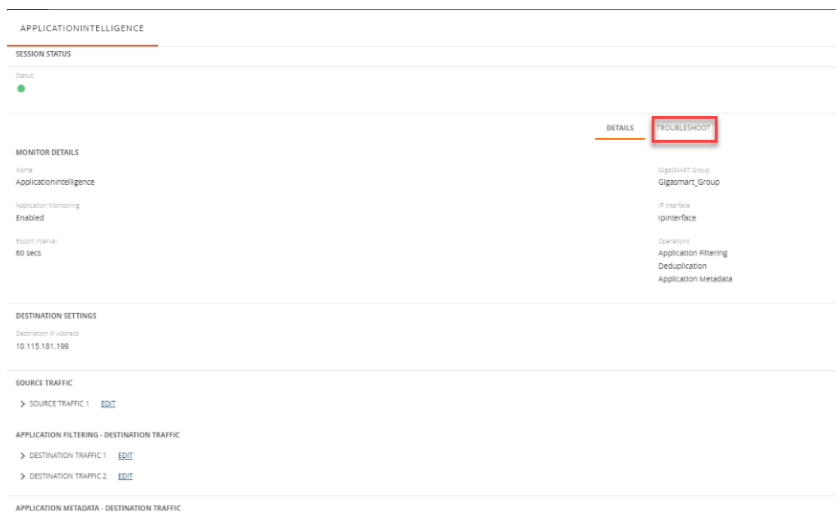 APPLICATIONINTELLIGENCE
SESSION STATUS
Status
DETAILS TROUBLESHOOT
MONITOR DETAILS
Name GigaSMART Group
Applicationintelligence Gigasmart_Group
Application Monitoring IP Interface
Enabled Ipinterface
Export Interval Operations
60 secs Application Filtering
Deduplication
Application Metadata
DESTINATION SETTINGS
Destination IP Address
10.115.181.199
SOURCE TRAFFIC
SOURCE TRAFFIC 1 EDIT
APPLICATION FILTERING - DESTINATION TRAFFIC
DESTINATION TRAFFIC 1 EDIT
DESTINATION TRAFFIC 2 EDIT
APPLICATION METADATA - DESTINATION TRAFFIC